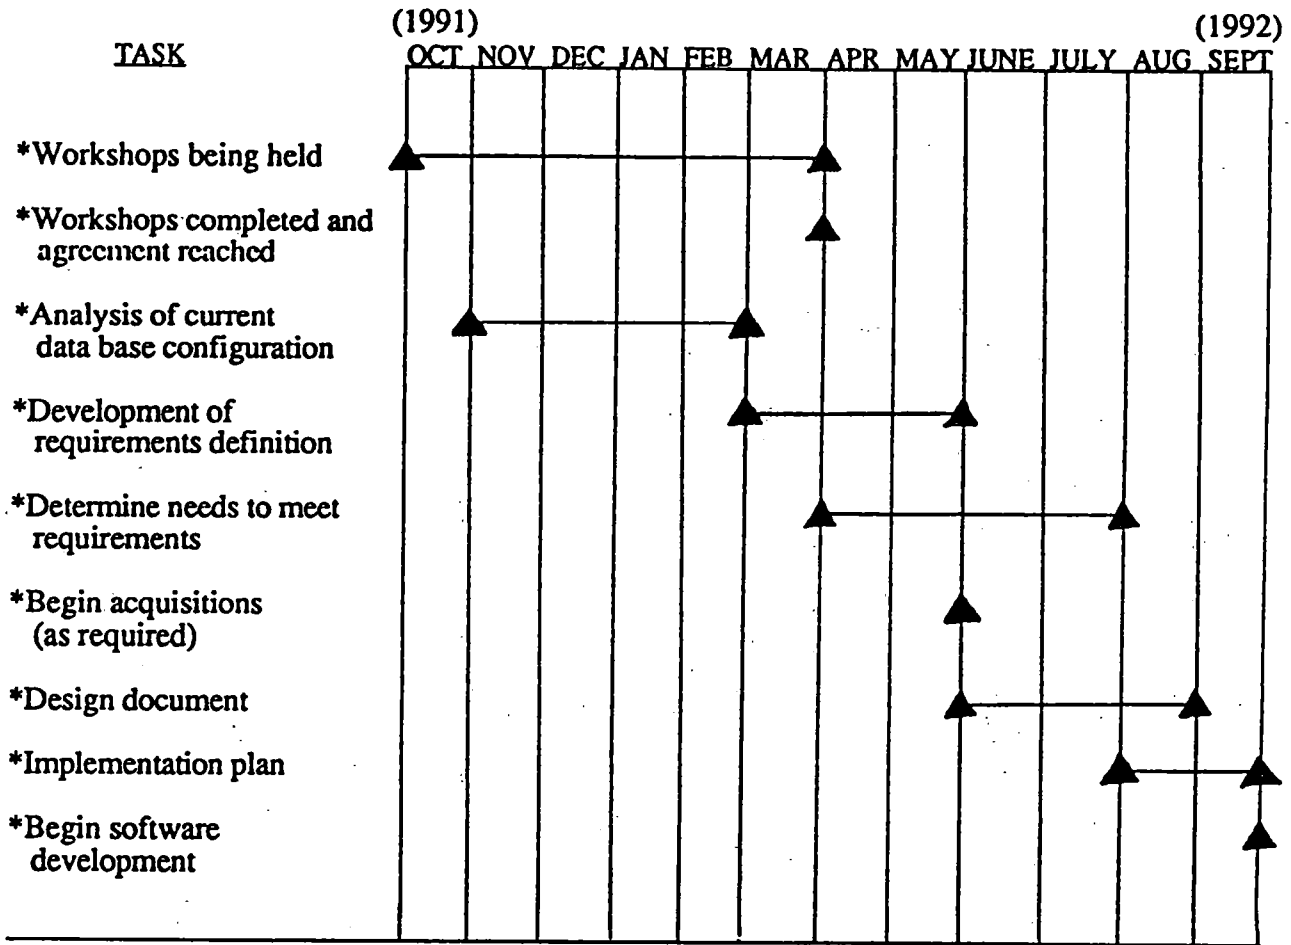 (1991) (1992)
TASK OCT NOV DEC JAN FEB MAR APR MAY JUNE JULY AUG SEPT
*Workshops being held
*Workshops completed and
agreement reached
*Analysis of current
data base configuration
*Development of
requirements definition
*Determine needs to meet
requirements
*Begin acquisitions
(as required)
*Design document
*Implementation plan
*Begin software
development